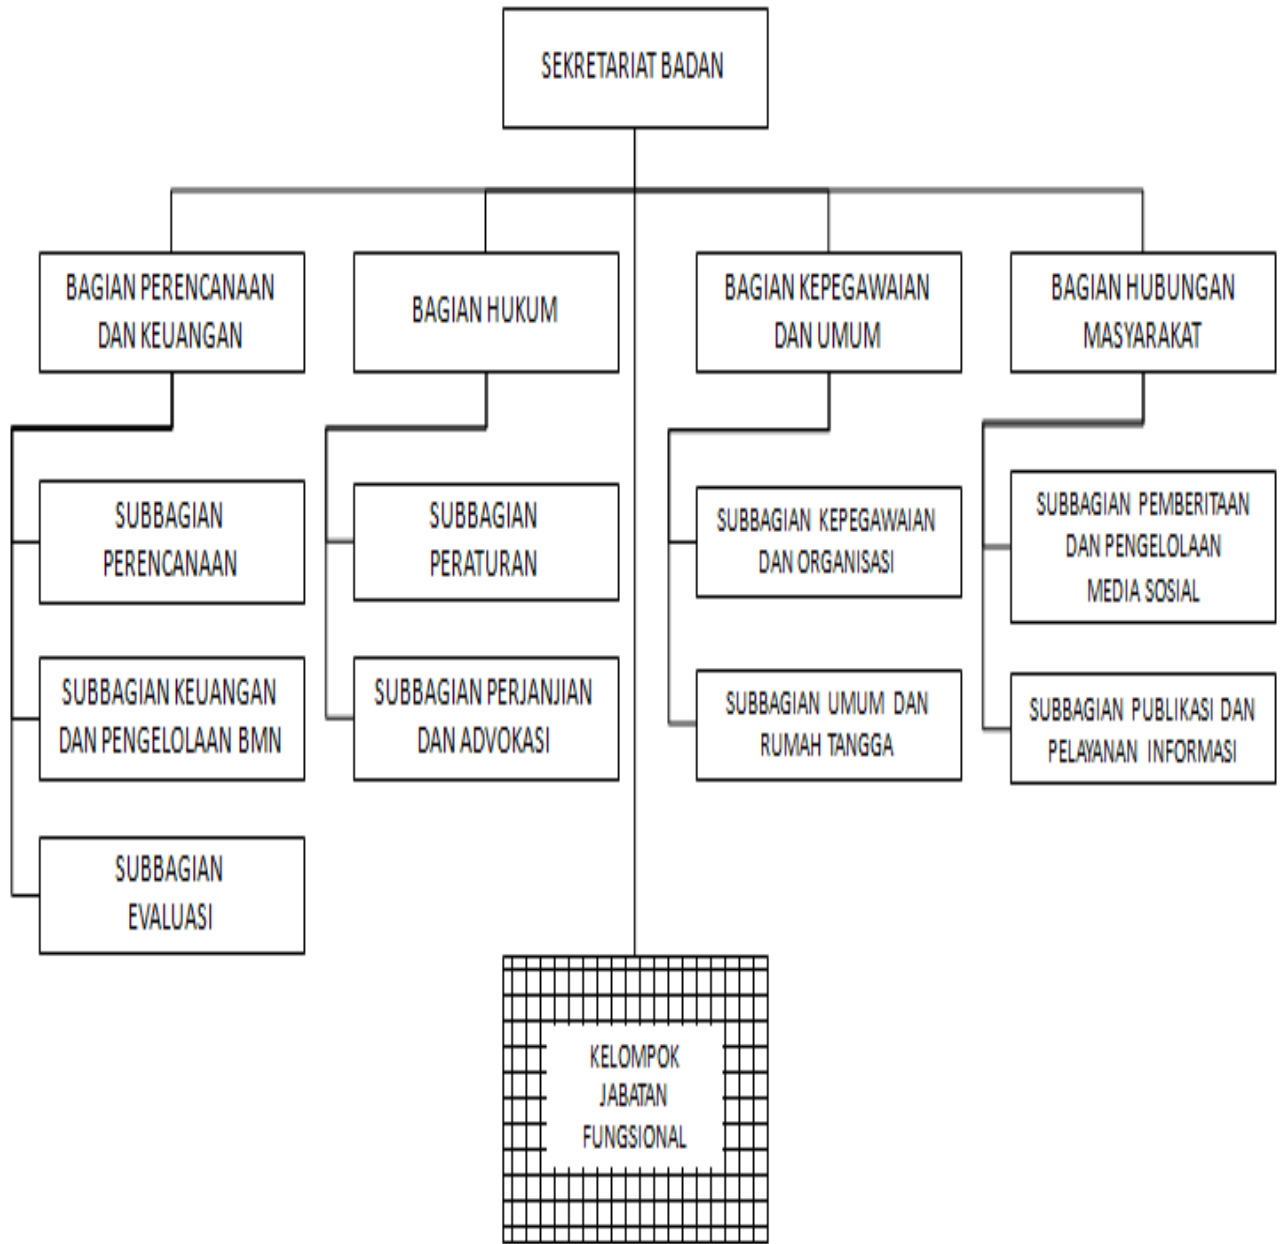 SEKRETARIAT BADAN
BAGIAN PERENCANAAN
DAN KEUANGAN
BAGIAN HUKUM
BAGIAN KEPEGAWAIAN
DAN UMUM
BAGIAN HUBUNGAN
MASYARAKAT
SUBBAGIAN
PERENCANAAN
SUBBAGIAN
PERATURAN
SUBBAGIAN KEPEGAWAIAN
DAN ORGANISASI
SUBBAGIAN PEMBERITAAN
DAN PENGELOLAAN
MEDIA SOSIAL
SUBBAGIAN KEUANGAN
DAN PENGELOLAAN BMN
SUBBAGIAN PERJANJIAN
DAN ADVOKASI
SUBBAGIAN UMUM DAN
RUMAH TANGGA
SUBBAGIAN PUBLIKASI DAN
PELAYANAN INFORMASI
SUBBAGIAN
EVALUASI
KELOMPOK
JABATAN
FUNGSIONAL